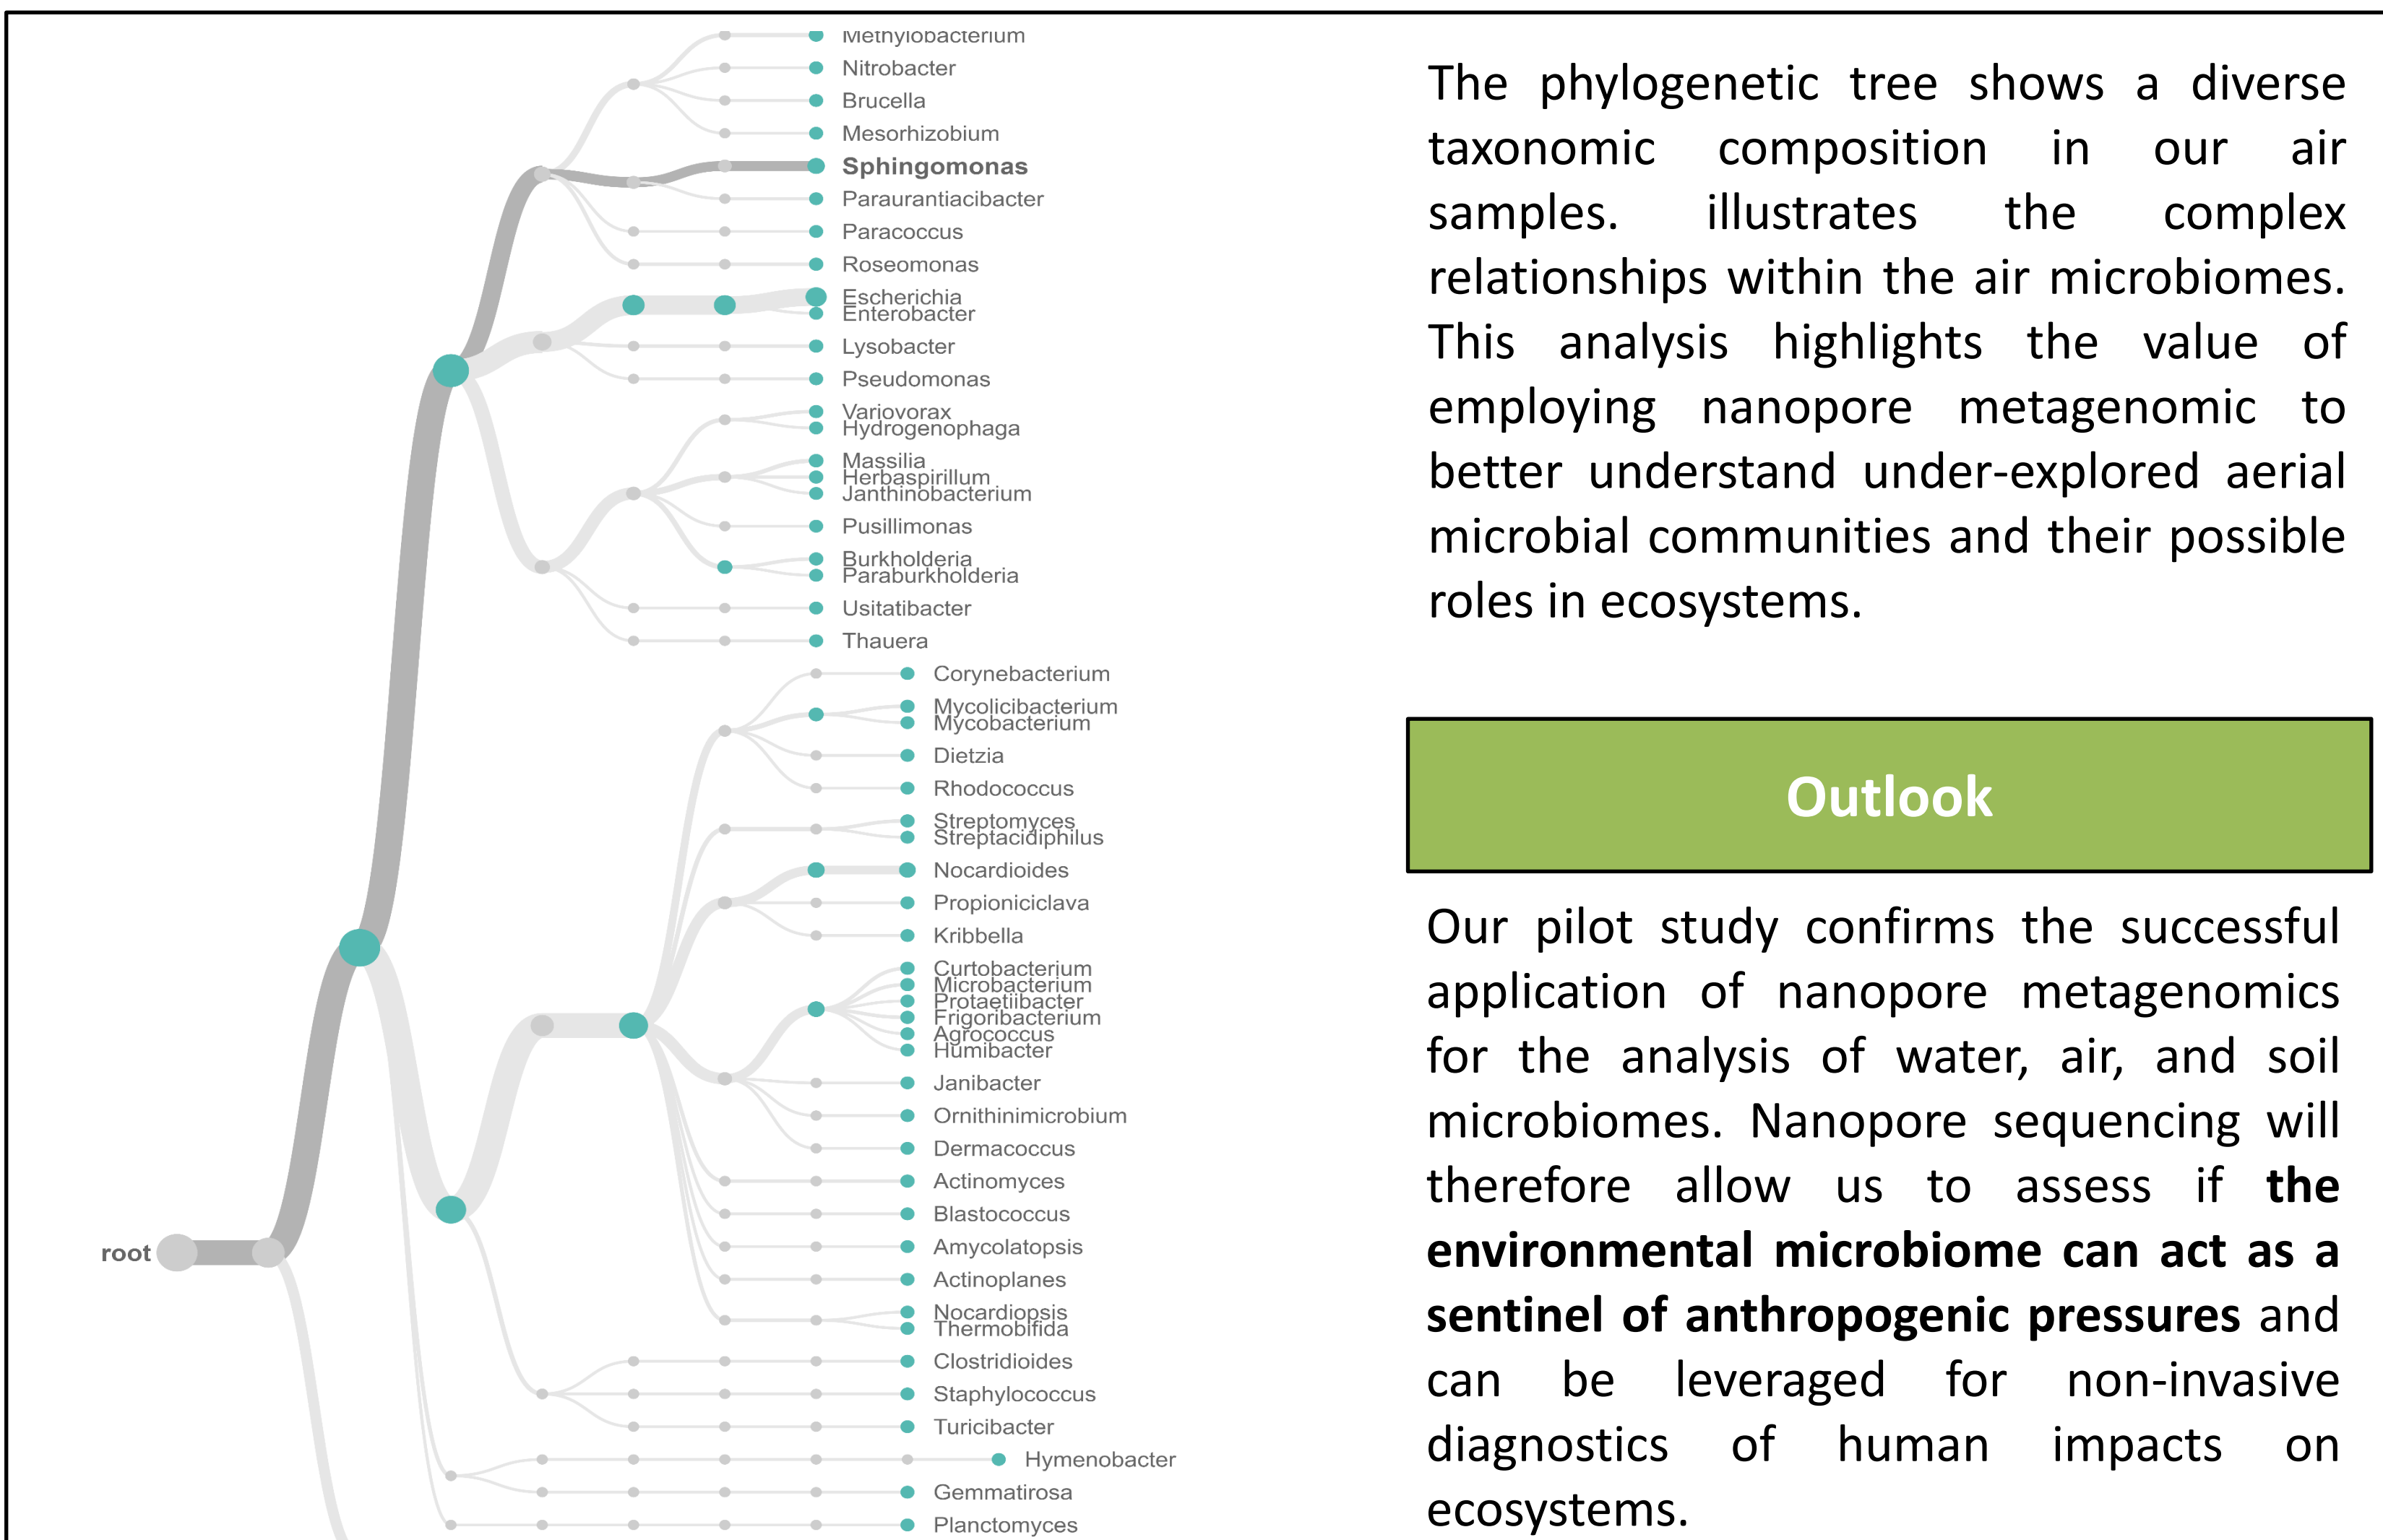 Methylobacterium
Nitrobacter
Brucella
Mesorhizobium
Sphingomonas
Paraurantiacibacter
Paracoccus
Roseomonas
Escherichia
Enterobacter
Lysobacter
Pseudomonas
Variovorax
Hydrogenophaga
Massilia
Herbaspirillum
Janthinobacterium
Pusillimonas
Burkholderia
Paraburkholderia
Usitatibacter
Thauera
Corynebacterium
Mycolicibacterium
Mycobacterium
Dietzia
Rhodococcus
Streptomyces
Streptacidiphilus
Nocardioides
Propioniciclava
Kribbella
Curtobacterium
Microbacterium
Protaetiibacter
Frigoribacterium
Agrococcus
Humibacter
Janibacter
Ornithinimicrobium
Dermacoccus
Actinomyces
Blastococcus
Amycolatopsis
root
Actinoplanes
Nocardiopsis
Thermobifida
Clostridioides
Staphylococcus
Turicibacter
Hymenobacter
Gemmatirosa
Planctomyces
The phylogenetic tree shows a diverse
taxonomic composition in our air
samples. illustrates the complex
relationships within the air microbiomes.
This analysis highlights the value of
employing nanopore metagenomic to
better understand under-explored aerial
microbial communities and their possible
roles in ecosystems.
Outlook
Our pilot study confirms the successful
application of nanopore metagenomics
for the analysis of water, air, and soil
microbiomes. Nanopore sequencing will
therefore allow us to assess if the
environmental microbiome can act as a
sentinel of anthropogenic pressures and
can be leveraged for non-invasive
diagnostics of human impacts on
ecosystems.